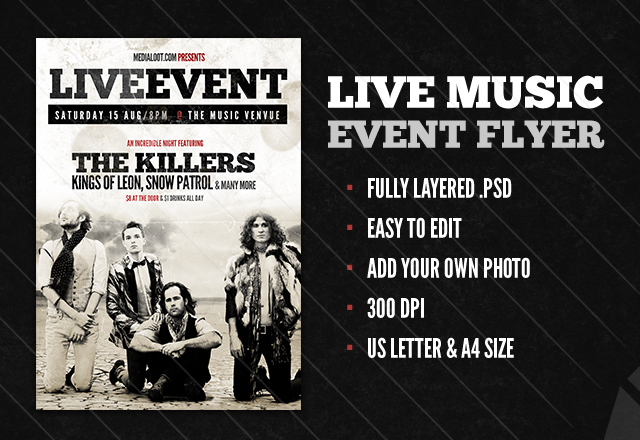 MEDIALOOT.COM PRESENTS
LIVEEVENT
SATURDAY 15 AUG/8PM @ THE MUSIC VENVUE
AN INCREDIBLE NIGHT FEATURING
THE KILLERS
KINGS OF LEON, SNOW PATROL & MANY MORE
$8 AT THE DOOR & $1 DRINKS ALL DAY
LIVE MUSIC
EVENT FLYER
FULLY LAYERED .PSD
EASY TO EDIT
ADD YOUR OWN PHOTO
300 DPI
US LETTER & A4 SIZE